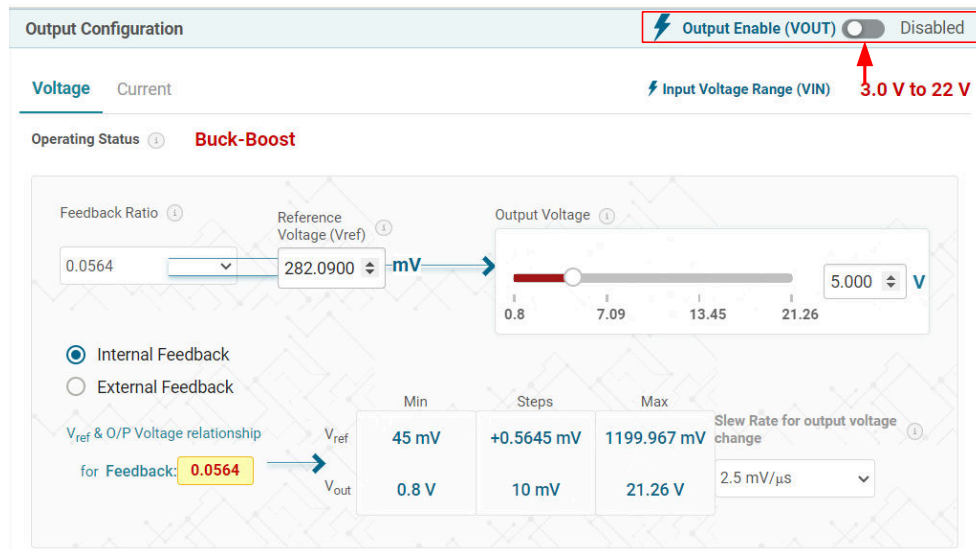 Output Configuration
Output Enable (VOUT) Disabled
Voltage Current
Input Voltage Range (VIN) 3.0 V to 22 V
Operating Status i Buck-Boost
Feedback Ratio i
Reference
Voltage (Vref) i
Output Voltage i
0.0564
282.0900 mV
5.000 V
0.8 7.09 13.45 21.26
Internal Feedback
External Feedback
Vref & O/P Voltage relationship
for Feedback: 0.0564
Min Steps Max
Vref 45 mV +0.5645 mV 1199.967 mV
Vout 0.8 V 10 mV 21.26 V
Slew Rate for output voltage
change i
2.5 mV/μs